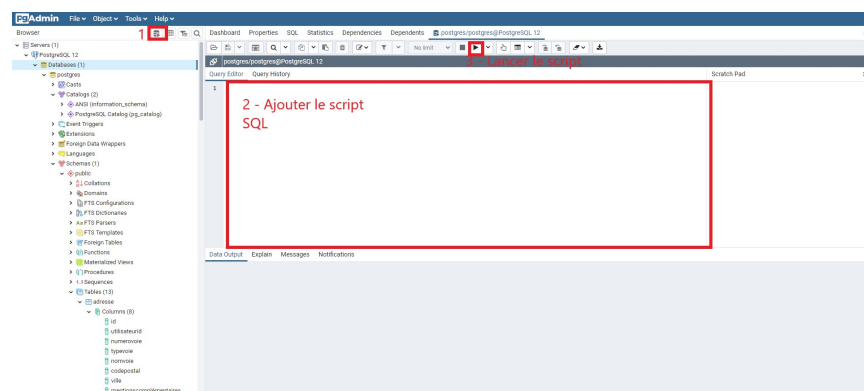 pgAdmin File Object Tools Help
Browser
1
Dashboard Properties SQL Statistics Dependencies Dependents postgres/postgres@PostgreSQL 12
Servers (1)
PostgreSQL 12
No limit
Databases (1)
postgres/postgres@PostgreSQL 12
3 - Lancer le script
postgres
Query Editor Query History
Scratch Pad
Casts
1
Catalogs (2)
ANSI (information_schema)
PostgreSQL Catalog (pg_catalog)
2 - Ajouter le script
SQL
Event Triggers
Extensions
Foreign Data Wrappers
Languages
Schemas (1)
public
Collations
Domains
FTS Configurations
FTS Dictionaries
FTS Parsers
FTS Templates
Foreign Tables
Functions
Materialized Views
Procedures
1..3 Sequences
Data Output Explain Messages Notifications
Tables (13)
adresse
Columns (8)
id
utilisateurid
numerovoie
typevoie
nomvoie
codepostal
ville
mentionscomplémentaires